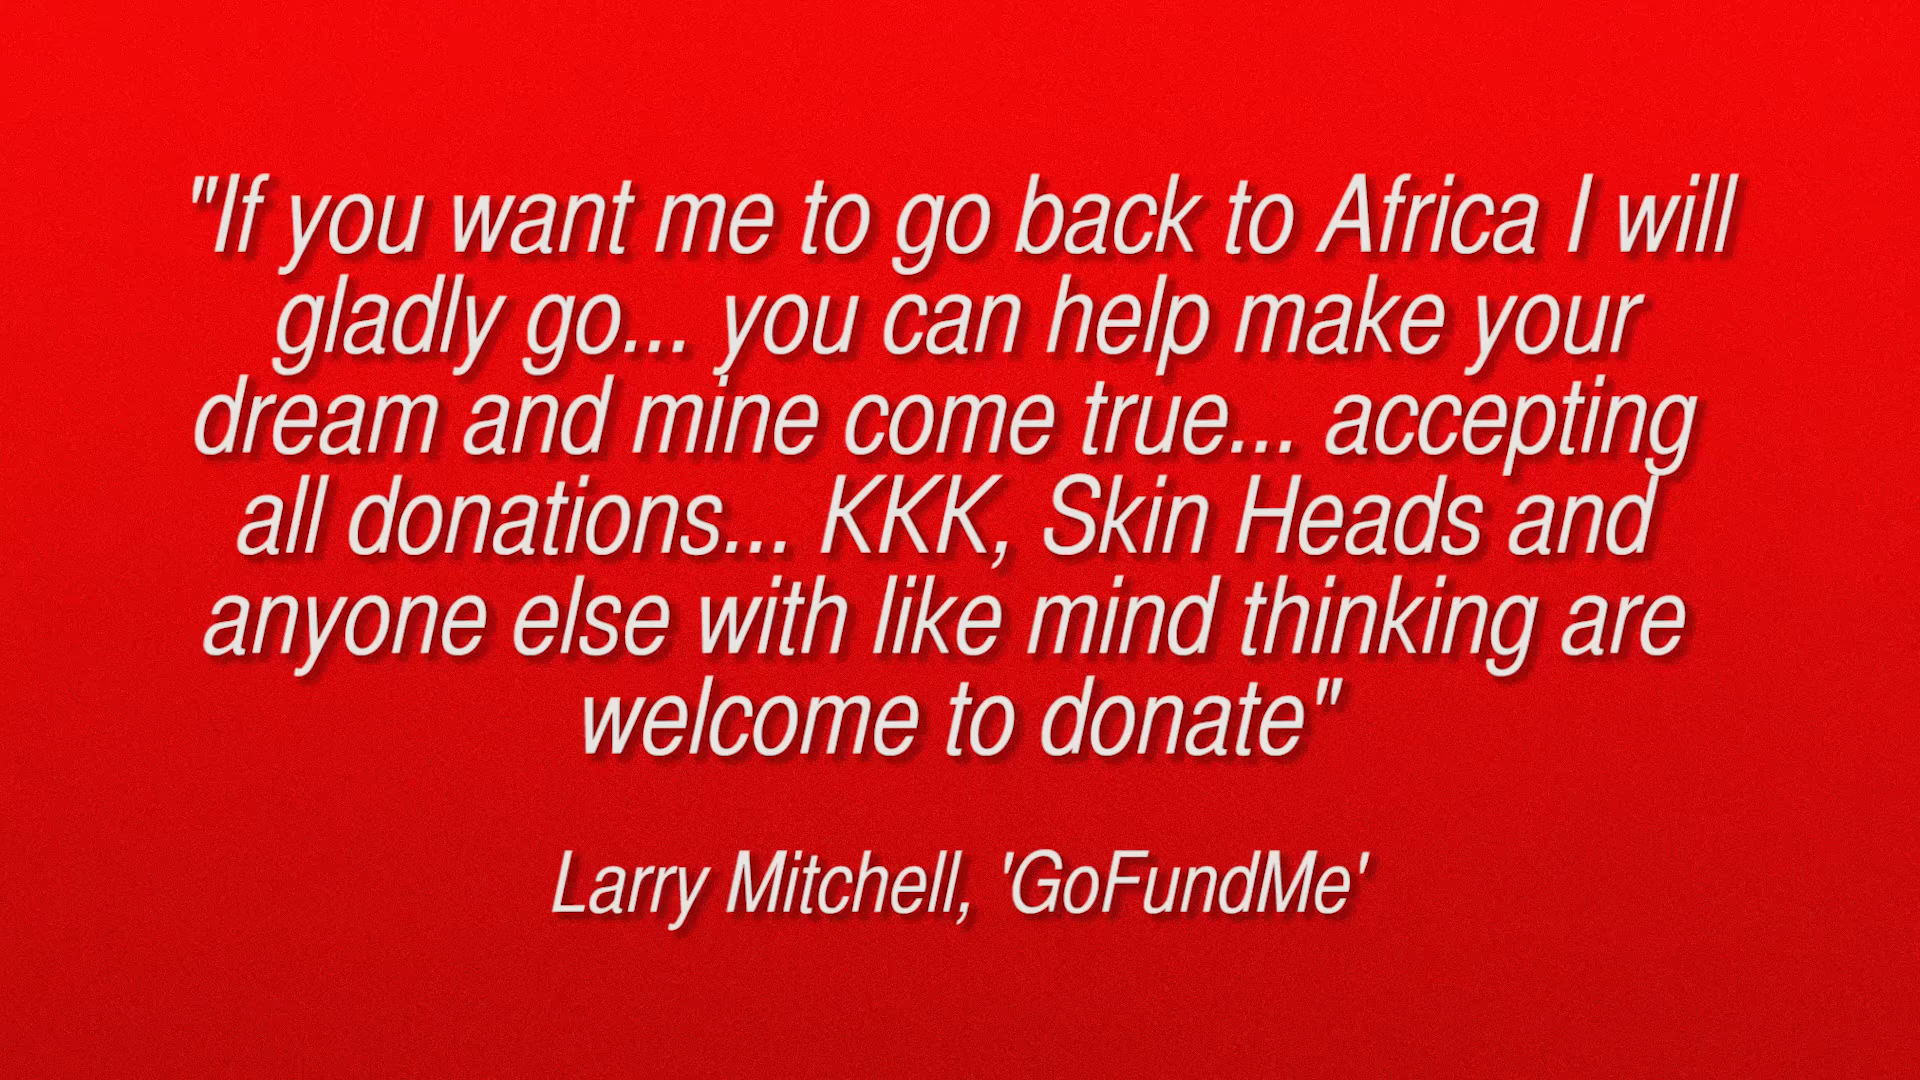 "If you want me to go back to Africa I will
gladly go... you can help make your
dream and mine come true... accepting
all donations... KKK, Skin Heads and
anyone else with like mind thinking are
welcome to donate"
Larry Mitchell, 'GoFundMe'